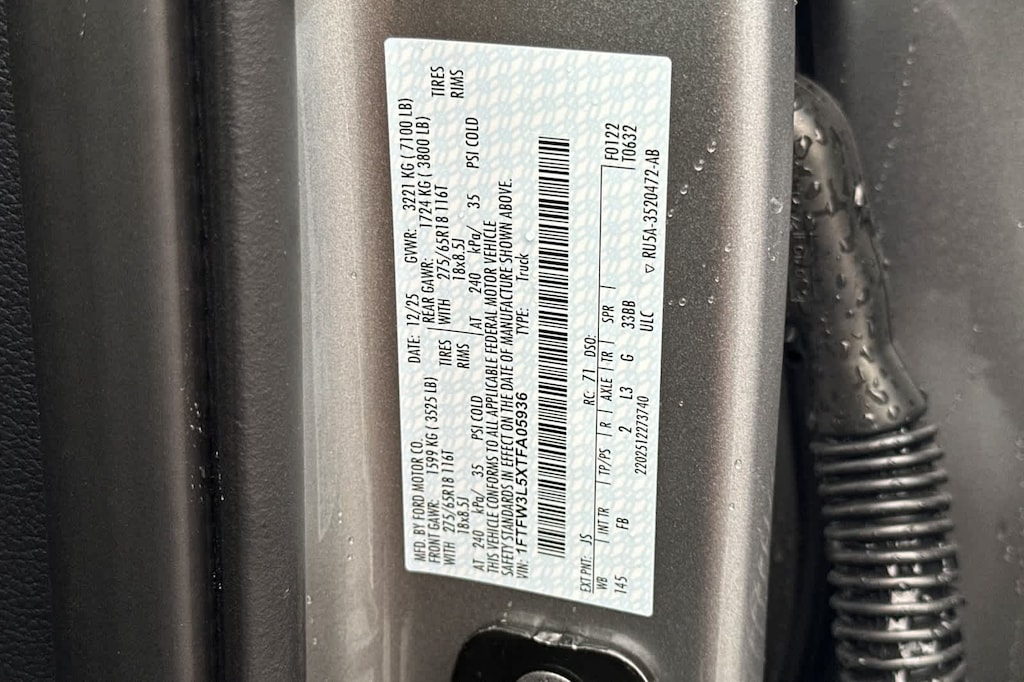 MFD. BY FORD MOTOR CO.
DATE: 12/25 GVWR: 3221 KG ( 7100 LB)
FRONT GAWR: 1599 KG ( 3525 LB) REAR GAWR: 1724 KG ( 3800 LB)
WITH 275/65R18 116T TIRES WITH 275/65R18 116T TIRES
18x8.5J RIMS 18x8.5J RIMS
AT 240 kPa/ 35 PSI COLD AT 240 kPa/ 35 PSI COLD
THIS VEHICLE CONFORMS TO ALL APPLICABLE FEDERAL MOTOR VEHICLE
SAFETY STANDARDS IN EFFECT ON THE DATE OF MANUFACTURE SHOWN ABOVE.
VIN: 1FTFW3L5XTFA05936 TYPE: Truck
EXT PNT: JS RC: 71 DSO: F0122
WB INT TR TP/PS R AXLE TR SPR T0632
145 FB 2 L3 G 33BB
2202512273740 ULC ▽ RU5A-3520472-AB